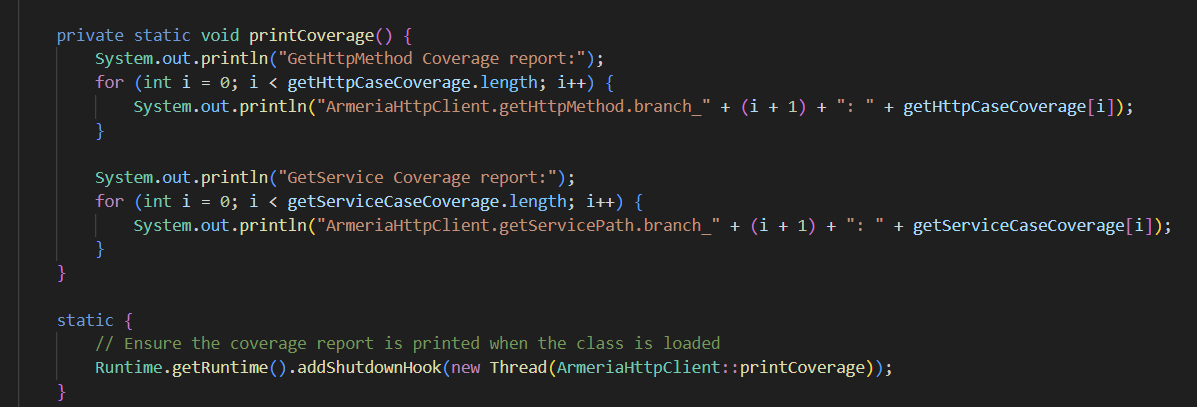 private static void printCoverage() {
System.out.println("GetHttpMethod Coverage report:");
for (int i = 0; i < getHttpCaseCoverage.length; i++) {
System.out.println("ArmeriaHttpClient.getHttpMethod.branch_" + (i + 1) + ": " + getHttpCaseCoverage[i]);
}
System.out.println("GetService Coverage report:");
for (int i = 0; i < getServiceCaseCoverage.length; i++) {
System.out.println("ArmeriaHttpClient.getServicePath.branch_" + (i + 1) + ": " + getServiceCaseCoverage[i]);
}
}
static {
// Ensure the coverage report is printed when the class is loaded
Runtime.getRuntime().addShutdownHook(new Thread(ArmeriaHttpClient::printCoverage));
}